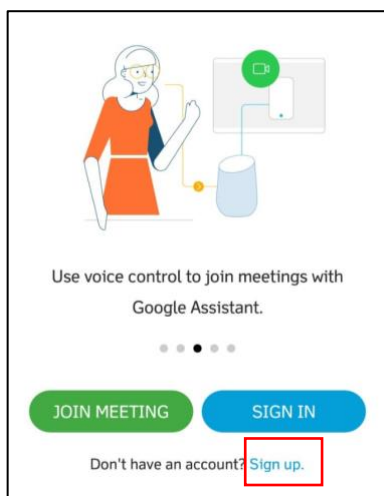 Use voice control to join meetings with
Google Assistant.
JOIN MEETING
SIGN IN
Don't have an account? Sign up.